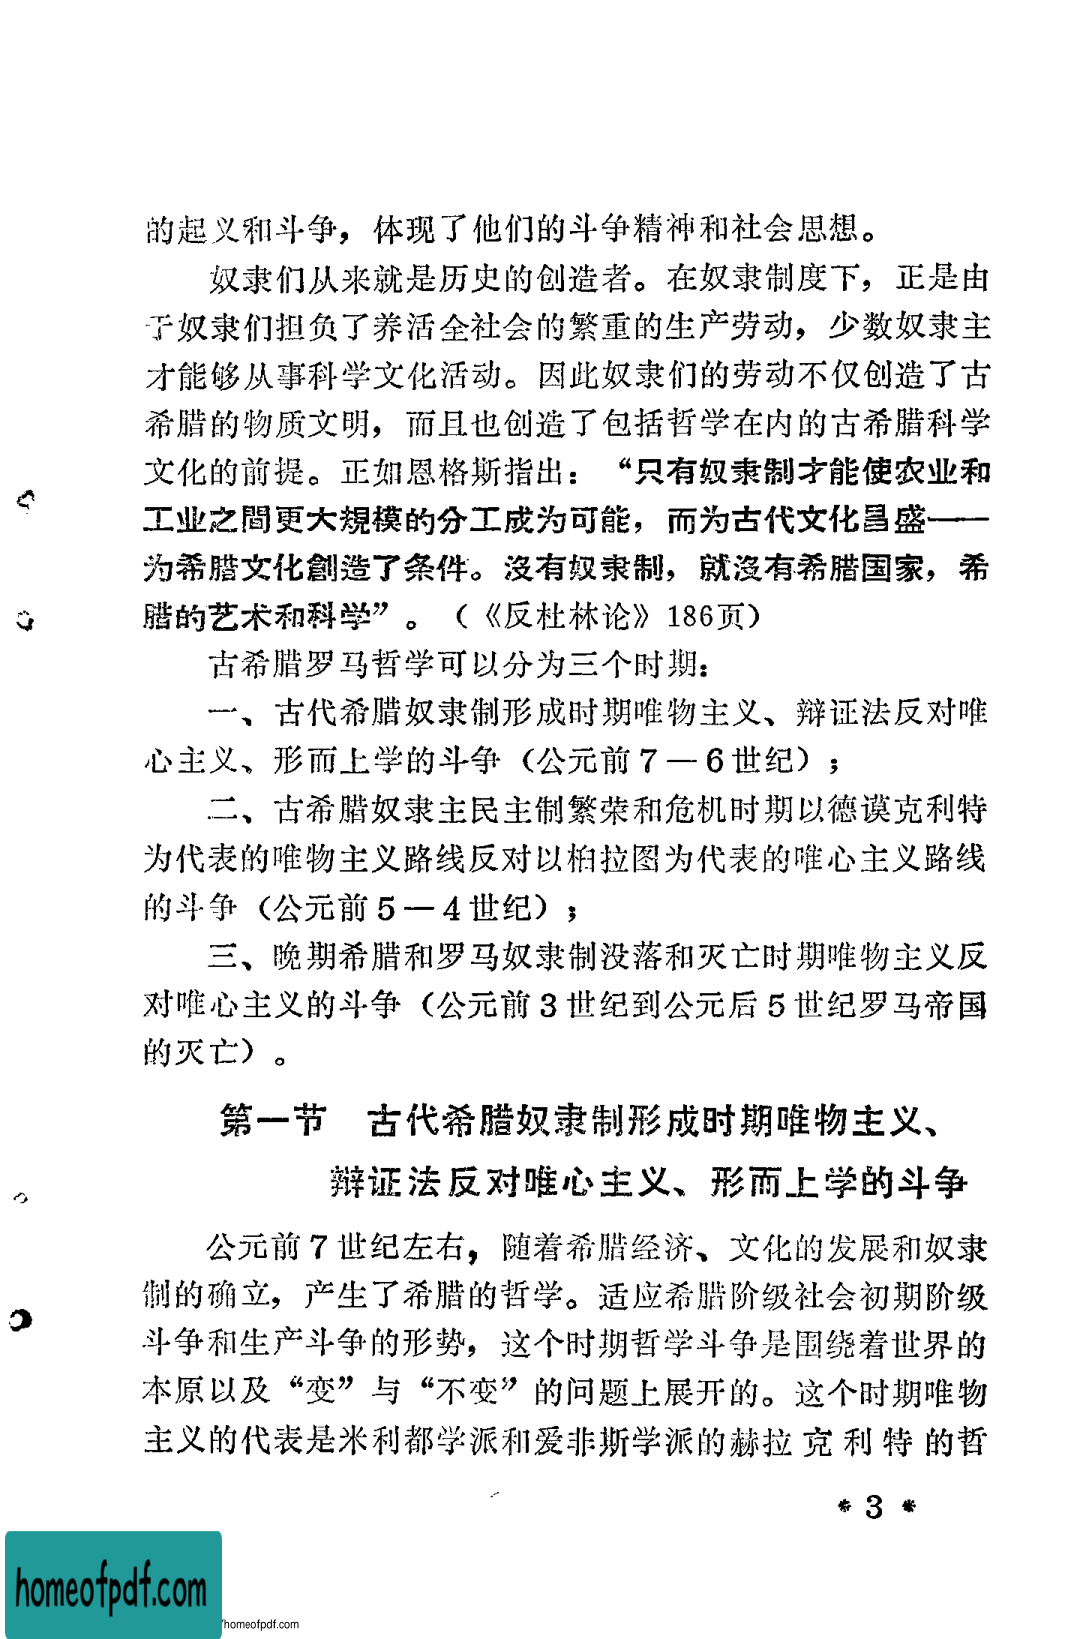 的起义和斗争，体现了他们的斗争精神和社会思想。
奴隶们从来就是历史的创造者。在奴隶制度下，正是由
于奴隶们担负了养活全社会的繁重的生产劳动，少数奴隶主
才能够从事科学文化活动。因此奴隶们的劳动不仅创造了古
希腊的物质文明，而且也创造了包括哲学在内的古希腊科学
文化的前提。正如恩格斯指出：“只有奴隶制才能使农业和
工业之間更大規模的分工成为可能，而为古代文化昌盛——
为希腊文化創造了条件。沒有奴隶制，就沒有希腊国家，希
腊的艺术和科学”。（《反杜林论》186页）
古希腊罗马哲学可以分为三个时期：
一、古代希腊奴隶制形成时期唯物主义、辩证法反对唯
心主义、形而上学的斗争（公元前7—6世纪）；
二、古希腊奴隶主民主制繁荣和危机时期以德谟克利特
为代表的唯物主义路线反对以柏拉图为代表的唯心主义路线
的斗争（公元前5—4世纪）；
三、晚期希腊和罗马奴隶制没落和灭亡时期唯物主义反
对唯心主义的斗争（公元前3世纪到公元后5世纪罗马帝国
的灭亡）。
第一节　古代希腊奴隶制形成时期唯物主义、
辩证法反对唯心主义、形而上学的斗争
公元前7世纪左右，随着希腊经济、文化的发展和奴隶
制的确立，产生了希腊的哲学。适应希腊阶级社会初期阶级
斗争和生产斗争的形势，这个时期哲学斗争是围绕着世界的
本原以及“变”与“不变”的问题上展开的。这个时期唯物
主义的代表是米利都学派和爱非斯学派的赫拉克利特的哲
* 3 *
homeofpdf.com
/homeofpdf.com